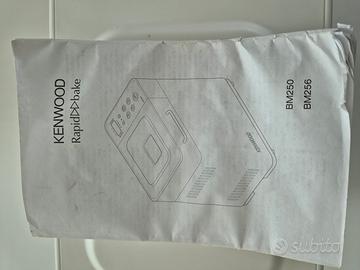 KENWOOD
Rapid bake
BM250
BM256
subito